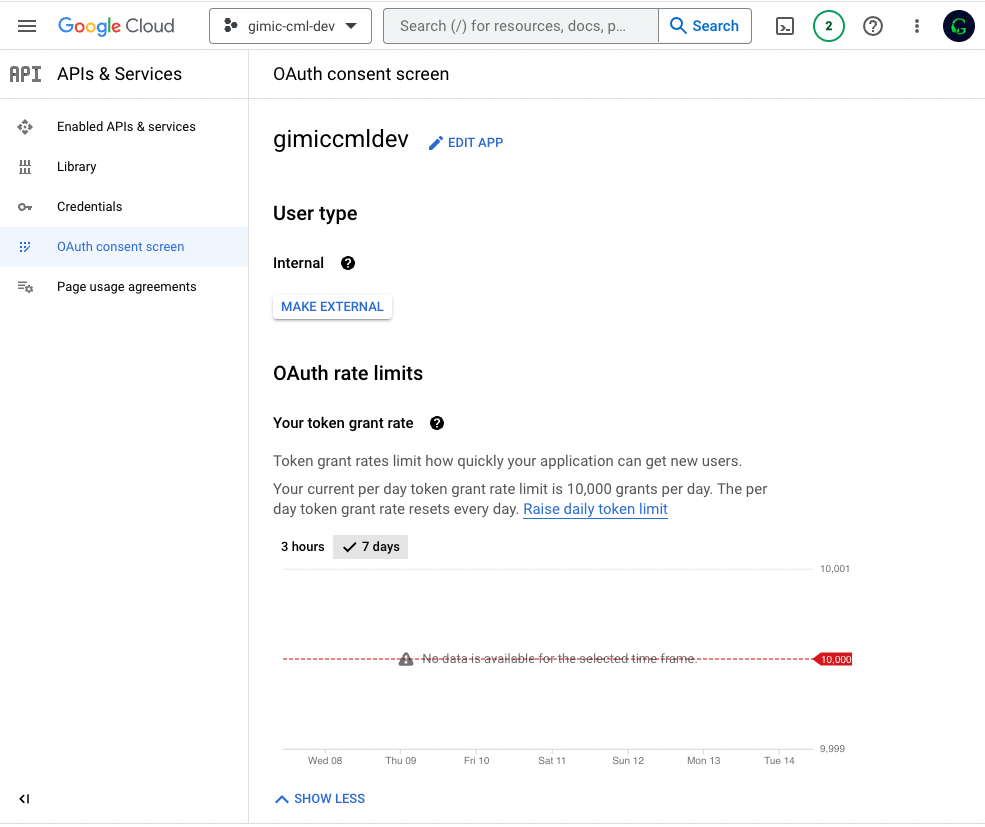 Google Cloud
gimic-cml-dev
Search (/) for resources, docs, p...
Search
2
G
API APIs & Services
OAuth consent screen
Enabled APIs & services
Library
Credentials
OAuth consent screen
Page usage agreements
gimiccmldev
EDIT APP
User type
Internal
MAKE EXTERNAL
OAuth rate limits
Your token grant rate
Token grant rates limit how quickly your application can get new users.
Your current per day token grant rate limit is 10,000 grants per day. The per
day token grant rate resets every day. Raise daily token limit
3 hours
7 days
10,001
No data is available for the selected time frame.
10,000
9,999
Wed 08 Thu 09 Fri 10 Sat 11 Sun 12 Mon 13 Tue 14
SHOW LESS